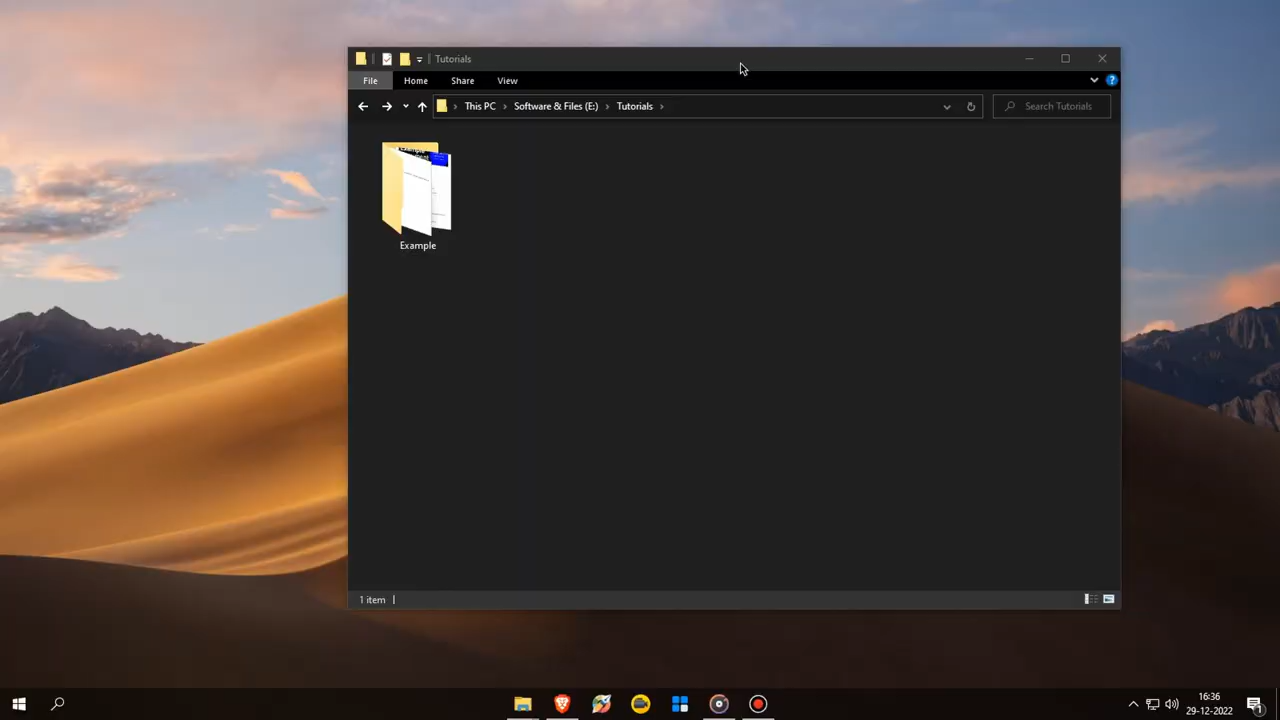 Tutorials
File Home Share View
This PC > Software & Files (E:) > Tutorials >
Search Tutorials
Example
1 item
16:36
29-12-2022
1